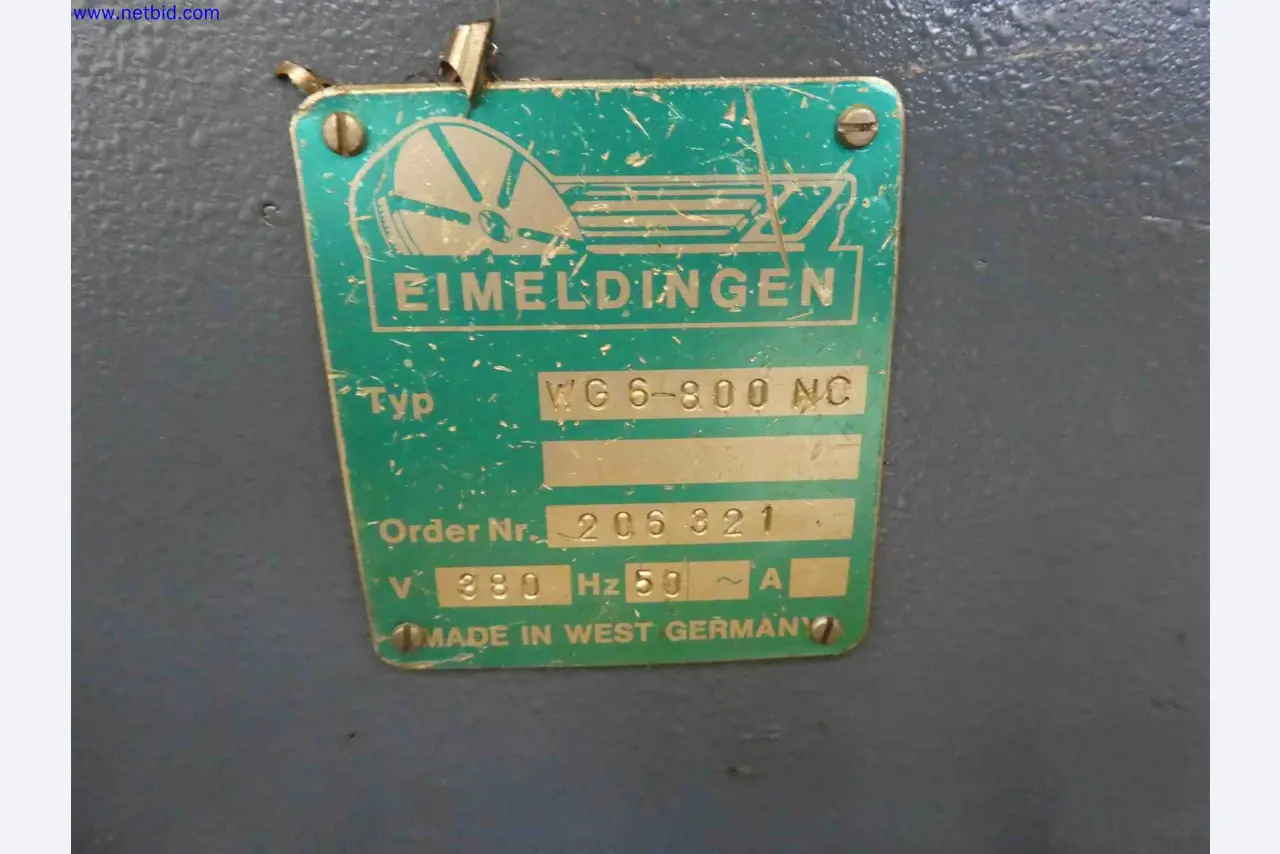 www.netbid.com
EIMELDINGEN
Typ WG 6-800 NC
Order Nr. 206 321
V 380 Hz 50 ~ A
MADE IN WEST GERMANY